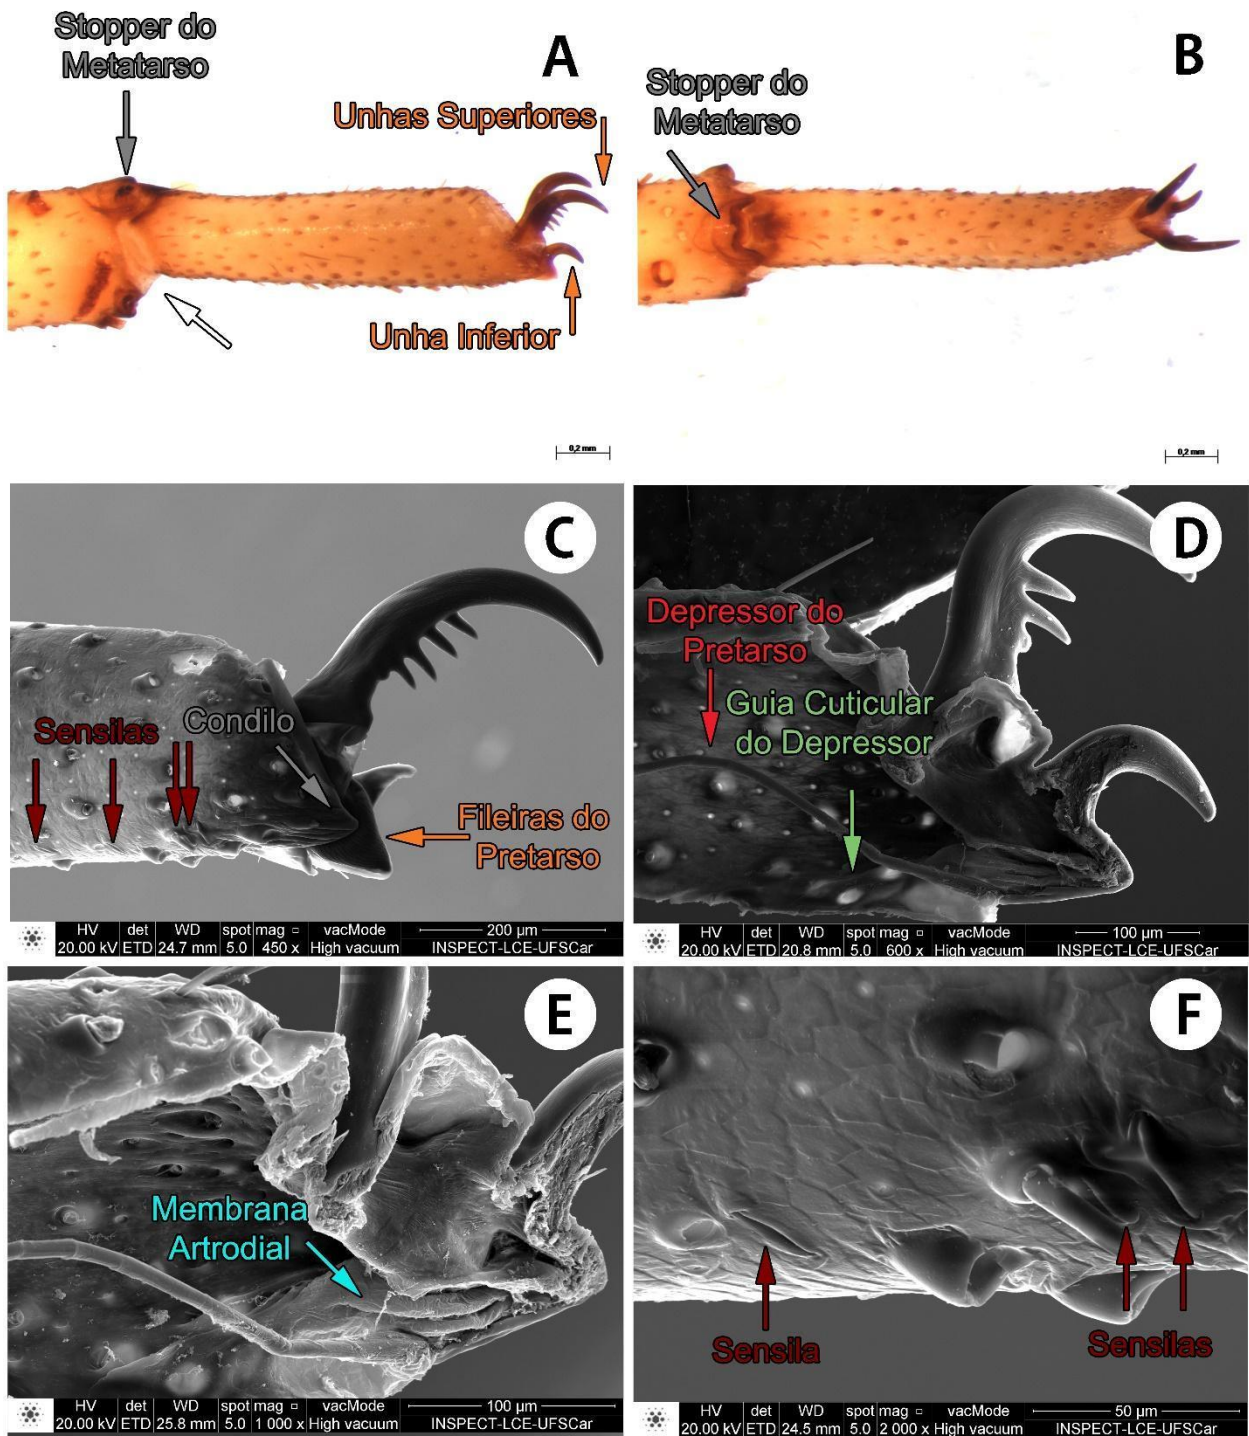 Stopper do
Metatarso
A
Unhas Superiores
Unha Inferior
0,2 mm
B
Stopper do
Metatarso
0,2 mm
C
Sensilas
Condilo
Fileiras do
Pretarso
HV det WD spot mag □ vacMode 200 µm
20.00 kV ETD 24.7 mm 5.0 450 x High vacuum INSPECT-LCE-UFSCar
D
Depressor do
Pretarso
Guia Cuticular
do Depressor
HV det WD spot mag □ vacMode 100 µm
20.00 kV ETD 20.8 mm 5.0 600 x High vacuum INSPECT-LCE-UFSCar
E
Membrana
Artrodial
HV det WD spot mag □ vacMode 100 µm
20.00 kV ETD 25.8 mm 5.0 1 000 x High vacuum INSPECT-LCE-UFSCar
F
Sensila
Sensilas
HV det WD spot mag □ vacMode 50 µm
20.00 kV ETD 24.5 mm 5.0 2 000 x High vacuum INSPECT-LCE-UFSCar